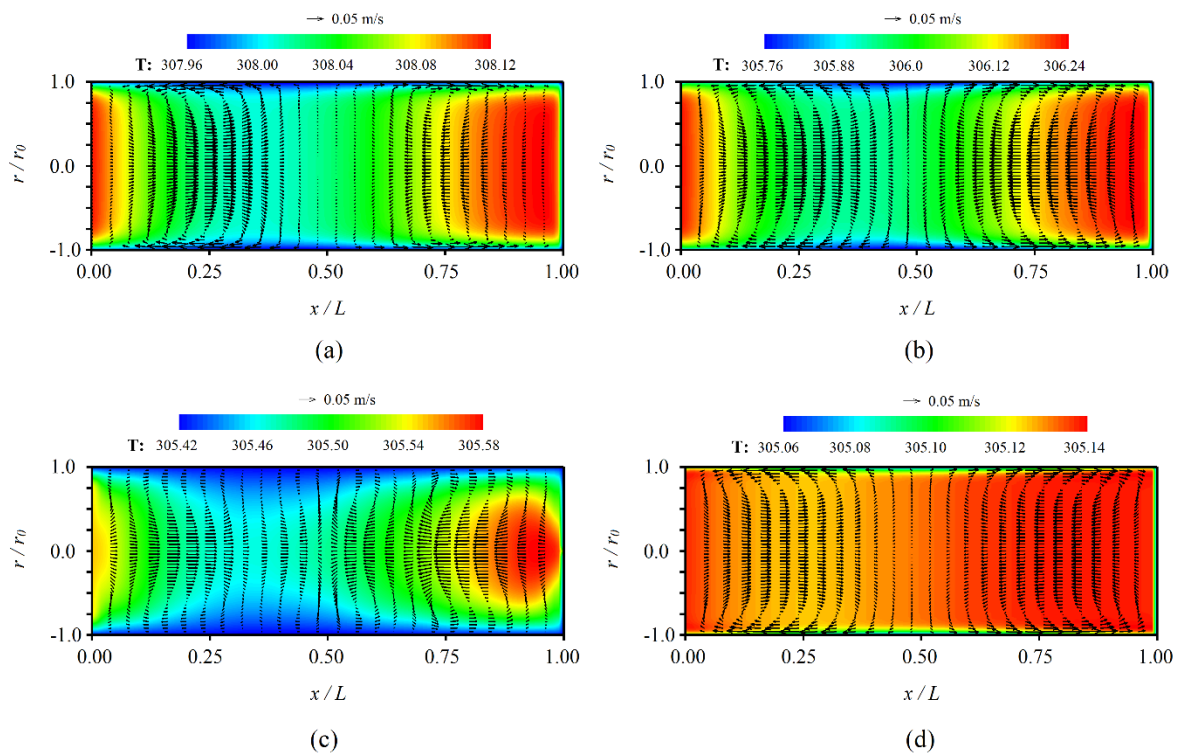 → 0.05 m/s
T: 307.96 308.00 308.04 308.08 308.12
1.0
0.0
-1.0
r / r0
0.00 0.25 0.50 0.75 1.00
x / L
(a)
→ 0.05 m/s
T: 305.76 305.88 306.0 306.12 306.24
1.0
0.0
-1.0
r / r0
0.00 0.25 0.50 0.75 1.00
x / L
(b)
→ 0.05 m/s
T: 305.42 305.46 305.50 305.54 305.58
1.0
0.0
-1.0
r / r0
0.00 0.25 0.50 0.75 1.00
x / L
(c)
→ 0.05 m/s
T: 305.06 305.08 305.10 305.12 305.14
1.0
0.0
-1.0
r / r0
0.00 0.25 0.50 0.75 1.00
x / L
(d)